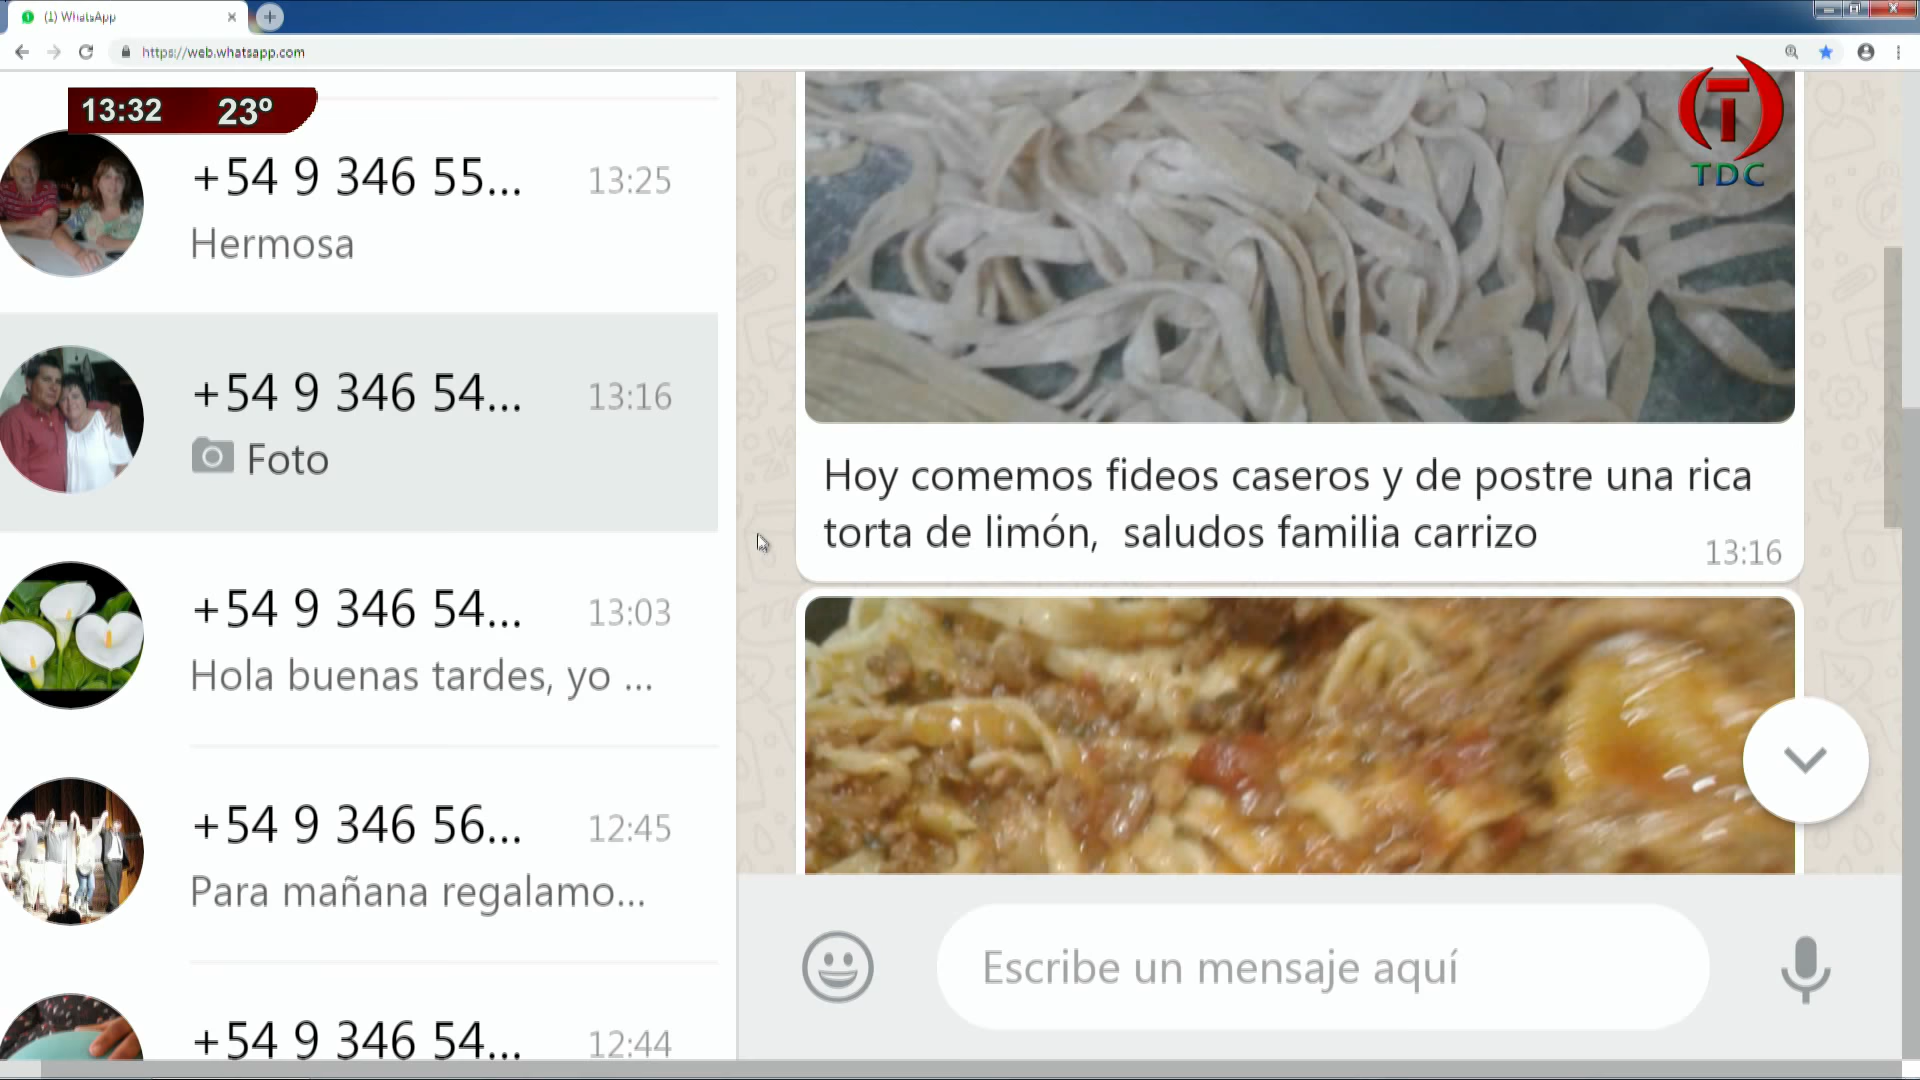 (1) WhatsApp
https://web.whatsapp.com
13:32 23º
TDC
+54 9 346 55... 13:25
Hermosa
+54 9 346 54... 13:16
Foto
+54 9 346 54... 13:03
Hola buenas tardes, yo ...
+54 9 346 56... 12:45
Para mañana regalamo...
+54 9 346 54... 12:44
Hoy comemos fideos caseros y de postre una rica
torta de limón, saludos familia carrizo
13:16
Escribe un mensaje aquí